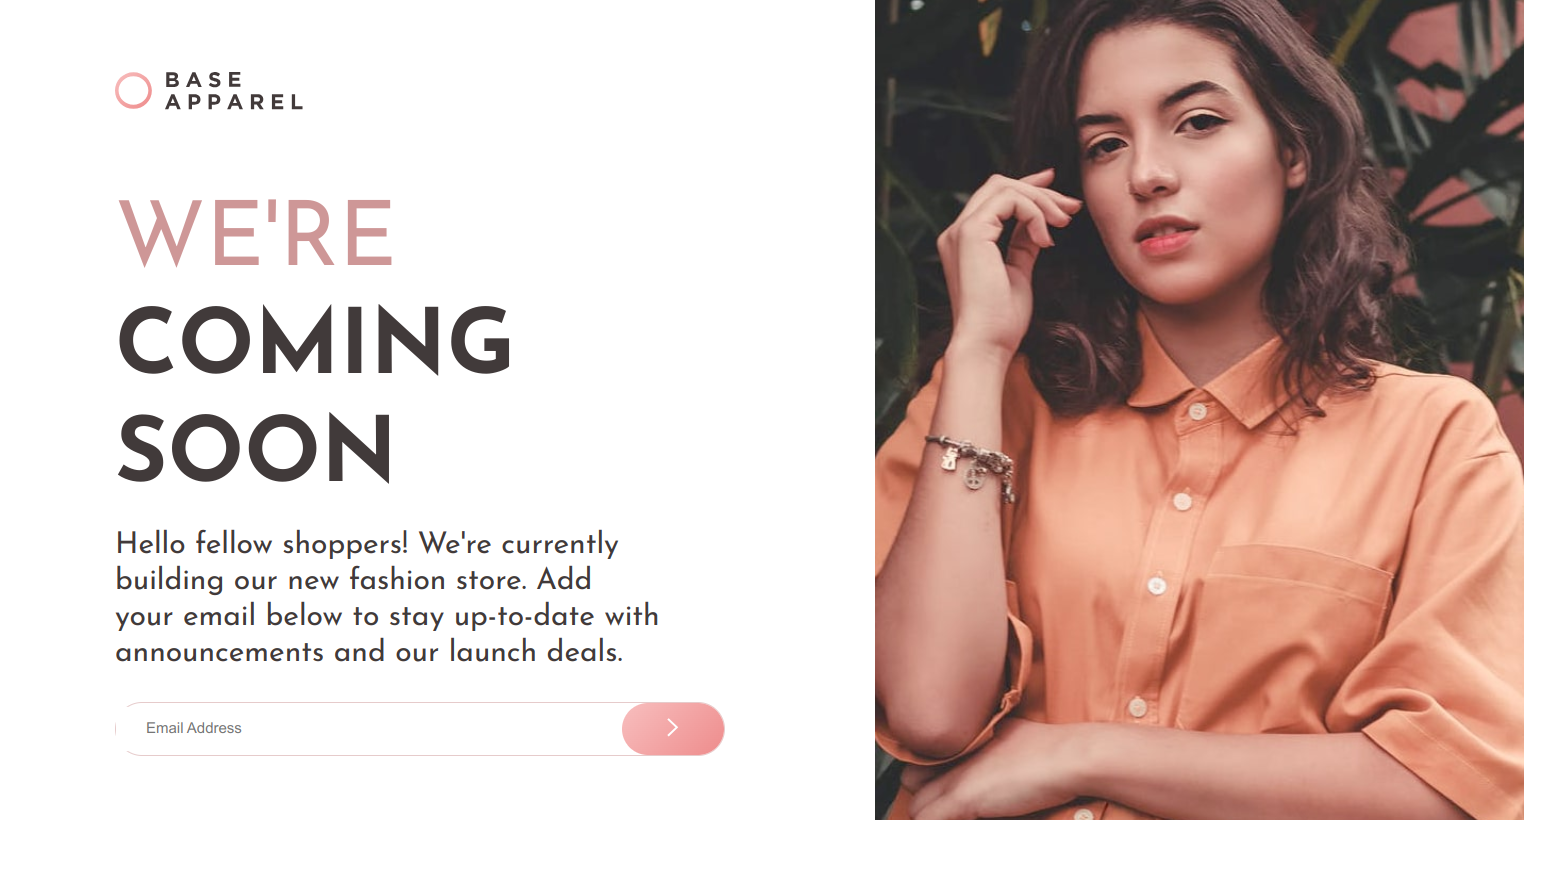 BASE
APPAREL
WE'RE
COMING
SOON
Hello fellow shoppers! We're currently
building our new fashion store. Add
your email below to stay up-to-date with
announcements and our launch deals.
Email Address